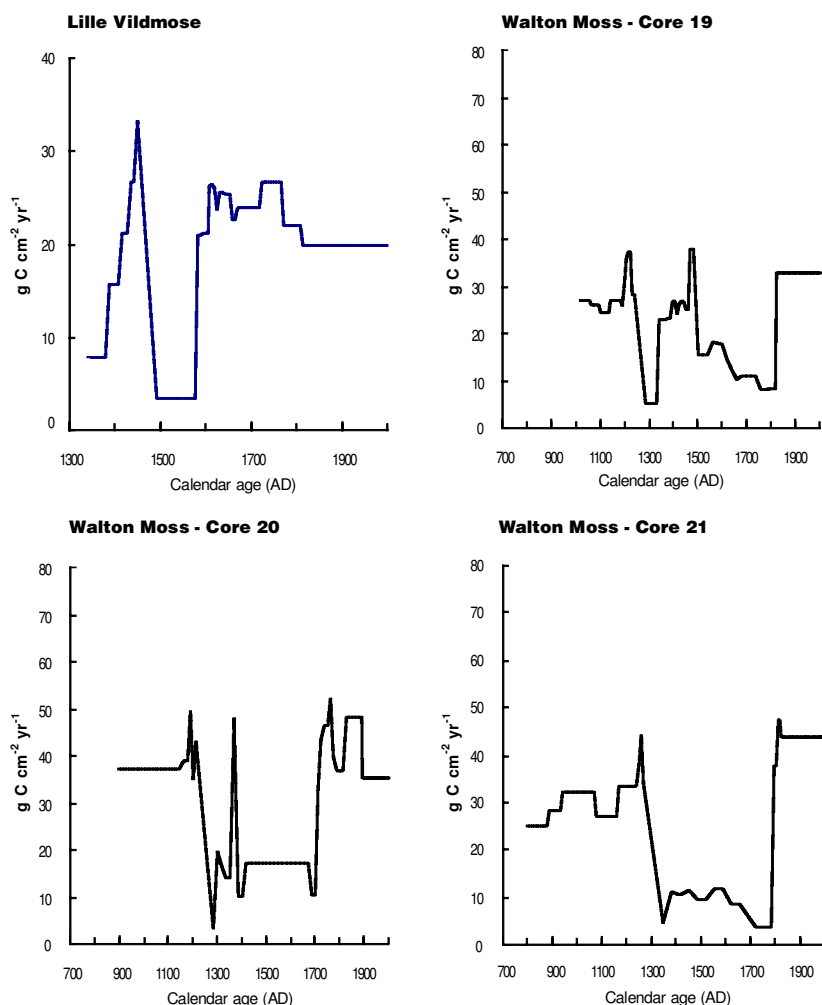 Lille Vildmose
40
30
20
10
0
g C cm-2 yr-1
1300 1500 1700 1900
Calendar age (AD)
Walton Moss - Core 19
80
70
60
50
40
30
20
10
0
g C cm-2 yr-1
700 900 1100 1300 1500 1700 1900
Calendar age (AD)
Walton Moss - Core 20
80
70
60
50
40
30
20
10
0
g C cm-2 yr-1
700 900 1100 1300 1500 1700 1900
Calendar age (AD)
Walton Moss - Core 21
80
70
60
50
40
30
20
10
0
g C cm-2 yr-1
700 900 1100 1300 1500 1700 1900
Calendar age (AD)